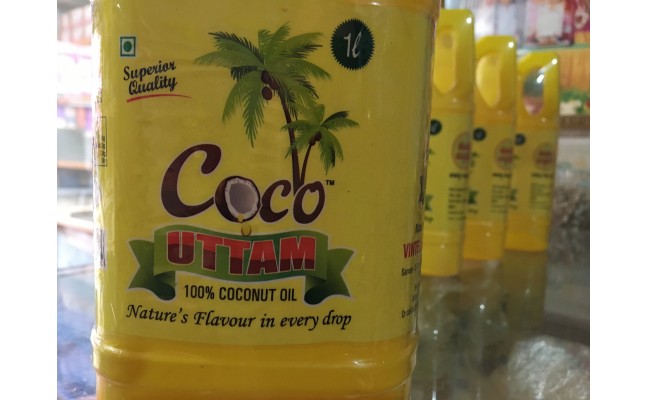 1l
Superior
Quality
Coco™
UTTAM
100% COCONUT OIL
Nature's Flavour in every drop